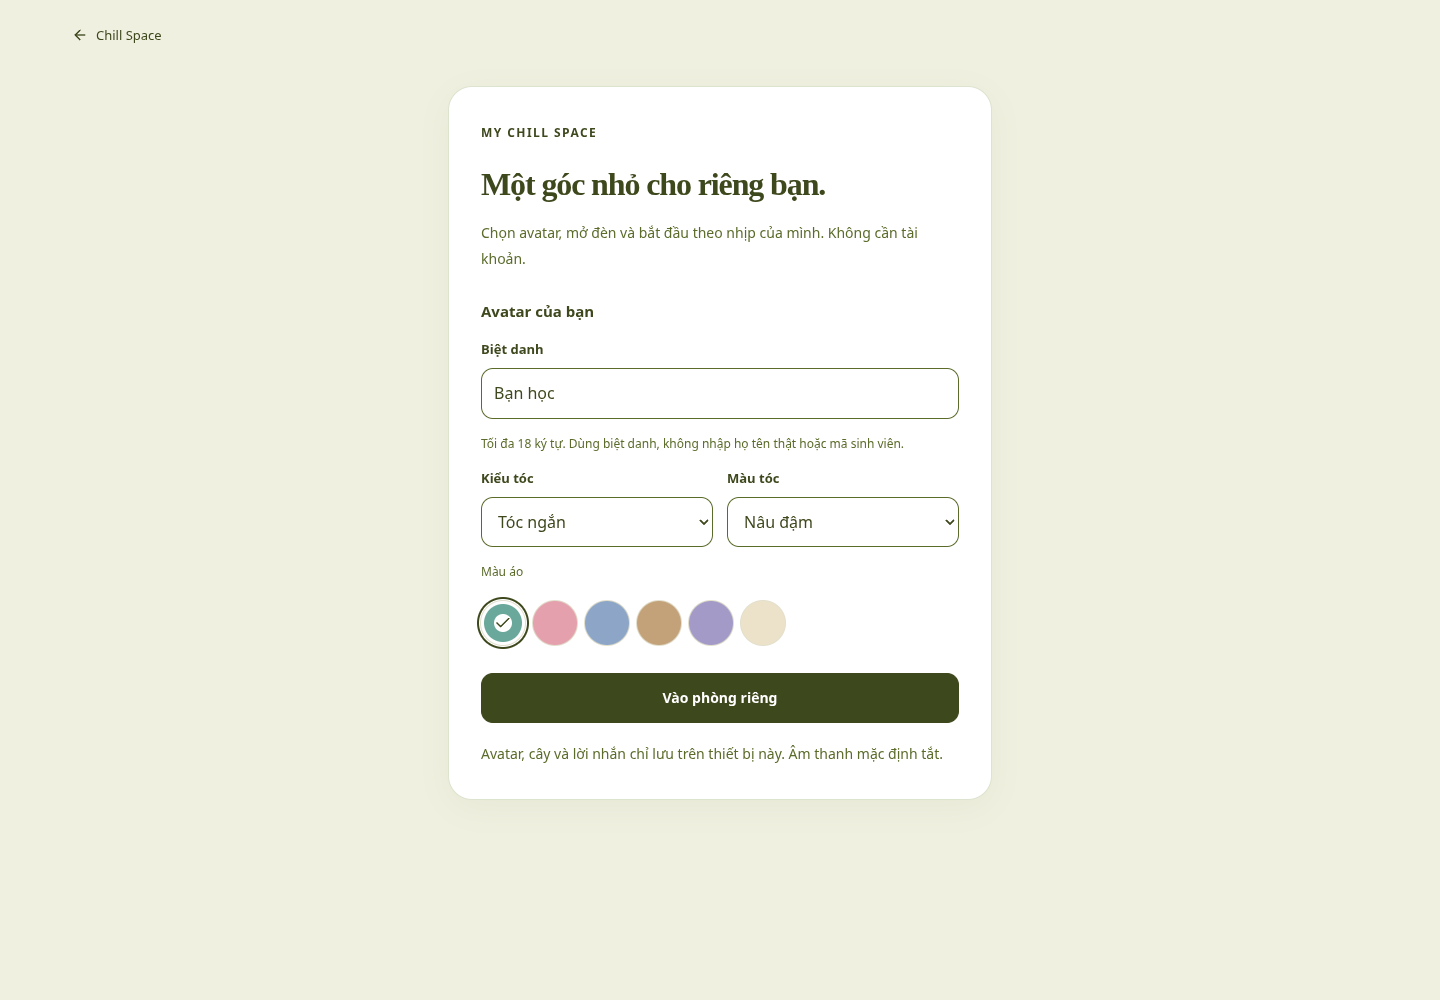 Chill Space
MY CHILL SPACE
Một góc nhỏ cho riêng bạn.
Chọn avatar, mở đèn và bắt đầu theo nhịp của mình. Không cần tài
khoản.
Avatar của bạn
Biệt danh
Bạn học
Tối đa 18 ký tự. Dùng biệt danh, không nhập họ tên thật hoặc mã sinh viên.
Kiểu tóc
Màu tóc
Tóc ngắn
Nâu đậm
Màu áo
Vào phòng riêng
Avatar, cây và lời nhắn chỉ lưu trên thiết bị này. Âm thanh mặc định tắt.